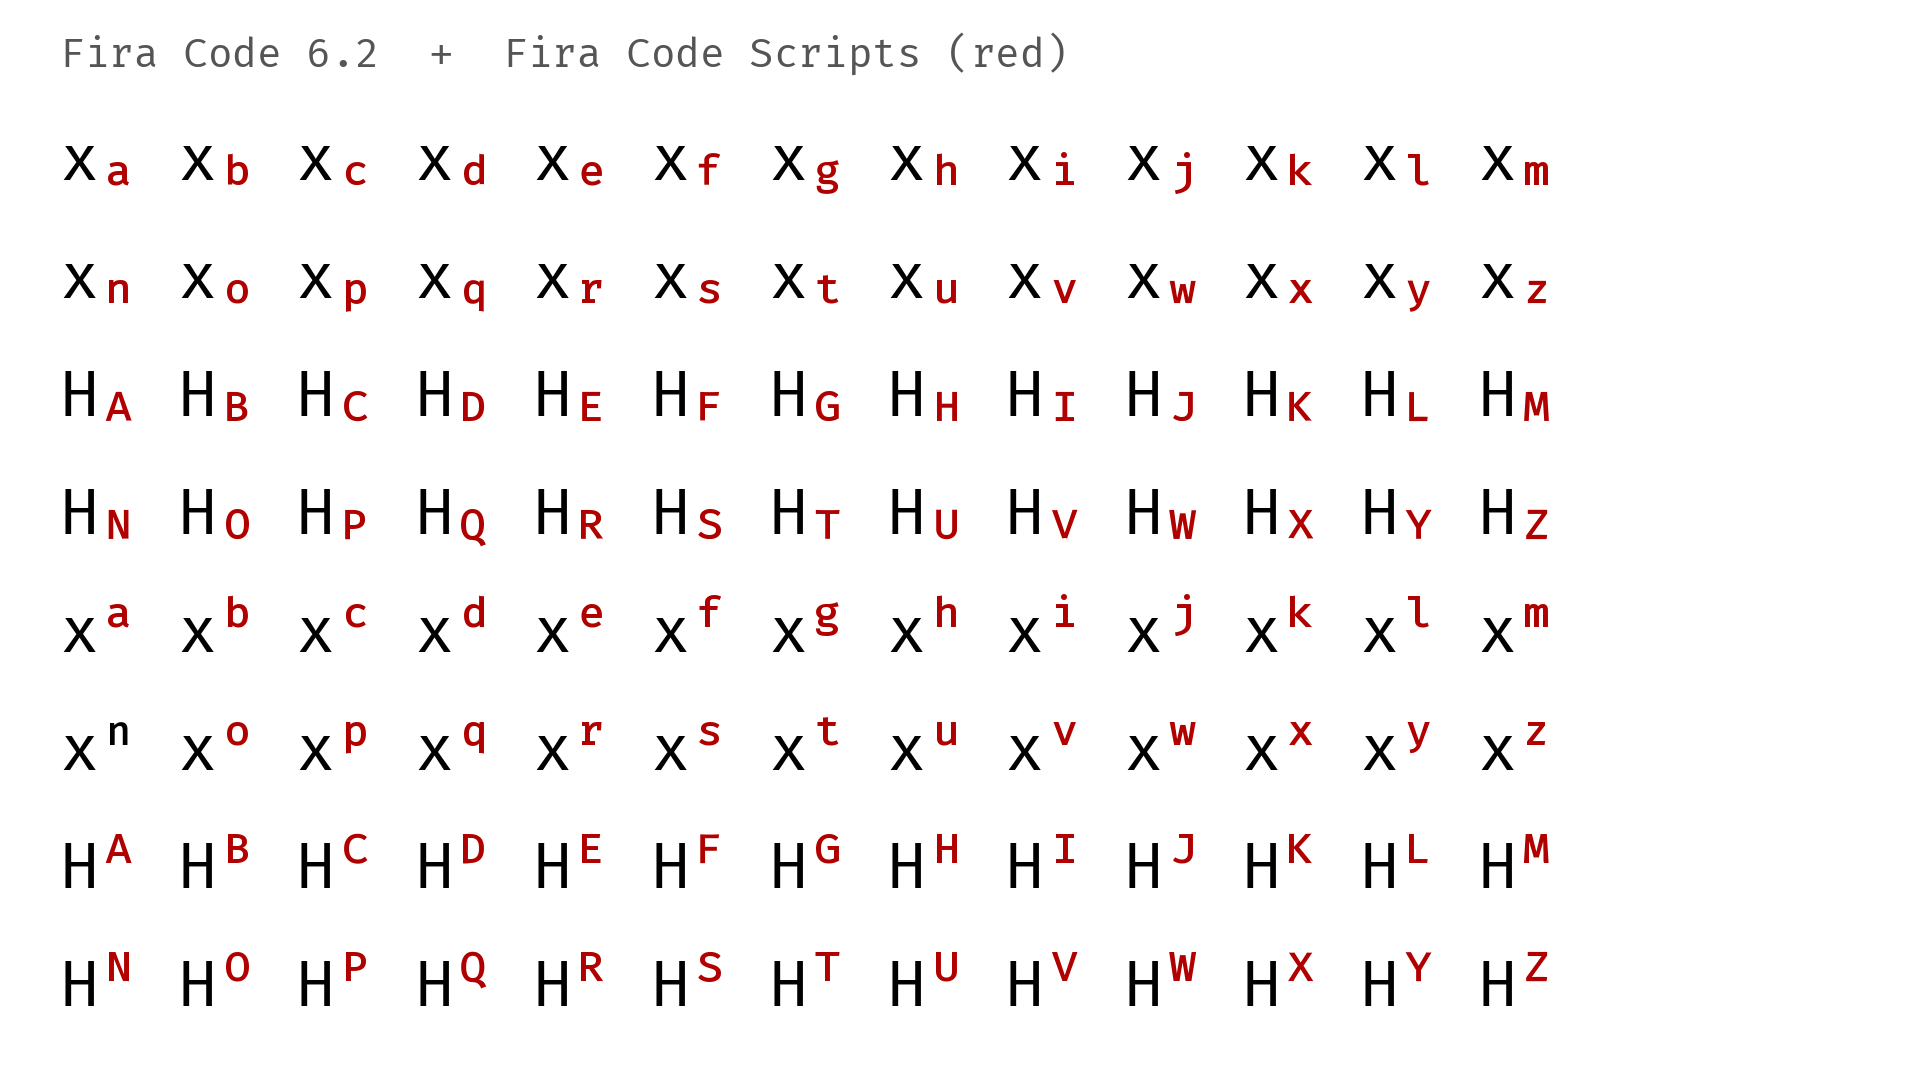 Fira Code 6.2 + Fira Code Scripts (red)
xa xb xc xd xe xf xg xh xi xj xk xl xm
xn xo xp xq xr xs xt xu xv xw xx xy xz
HA HB HC HD HE HF HG HH HI HJ HK HL HM
HN HO HP HQ HR HS HT HU HV HW HX HY HZ
xᵃ xᵇ xᶜ xᵈ xᵉ xᶠ xᵍ xʰ xⁱ xʲ xᵏ xˡ xᵐ
xⁿ xᵒ xᵖ x𐞥 xʳ xˢ xᵗ xᵘ xᵛ xʷ xˣ xʸ xᶻ
HA HB HC HD HE HF HG HH HI HJ HK HL HM
HN HO HP HQ HR HS HT HU HV HW HX HY HZ